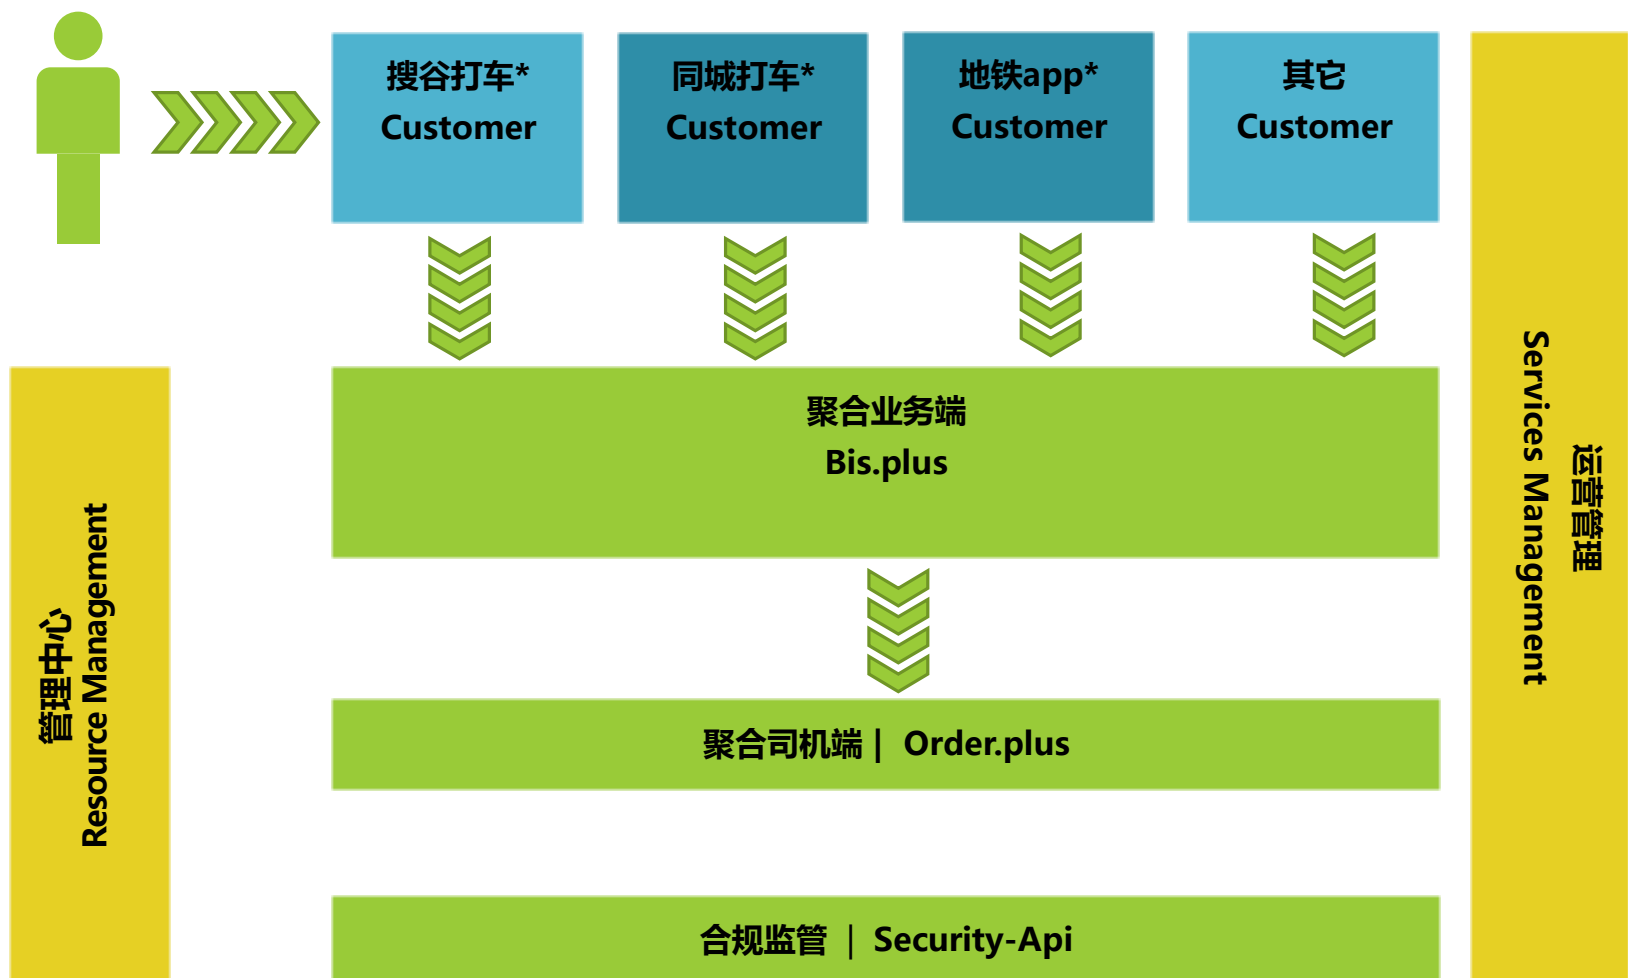 搜谷打车*
Customer
同城打车*
Customer
地铁app*
Customer
其它
Customer
聚合业务端
Bis.plus
聚合司机端 | Order.plus
合规监管 | Security-Api
管理中心
Resource Management
运营管理
Services Management